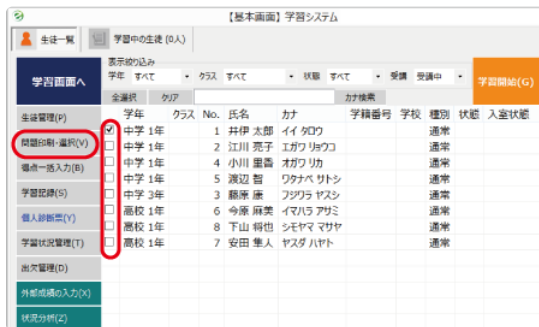 【基本画面】学習システム
生徒一覧 学習中の生徒 (0人)
表示絞り込み
学習画面へ 学年 すべて クラス すべて 状態 すべて 受講 受講中 学習開始(G)
全選択 クリア カナ検索
学年 クラス No. 氏名 カナ 学籍番号 学校 種別 状態 入室状態
生徒管理(P)
中学 1年 1 井伊 太郎 イイ タロウ 通常
問題印刷・選択(V)
中学 1年 2 江川 亮子 エガワ リョウコ 通常
中学 1年 4 小川 里香 オガワ リカ 通常
得点一括入力(B)
中学 1年 5 渡辺 智 ワタナベ サトシ 通常
中学 3年 3 藤原 康 フジワラ ヤスシ 通常
学習記録(S)
高校 1年 6 今原 麻美 イマハラ アサミ 通常
個人診断票(Y)
高校 1年 8 下山 将也 シモヤマ マサヤ 通常
高校 1年 7 安田 隼人 ヤスダ ハヤト 通常
学習状況管理(T)
出欠管理(D)
外部成績の入力(X)
状況分析(Z)